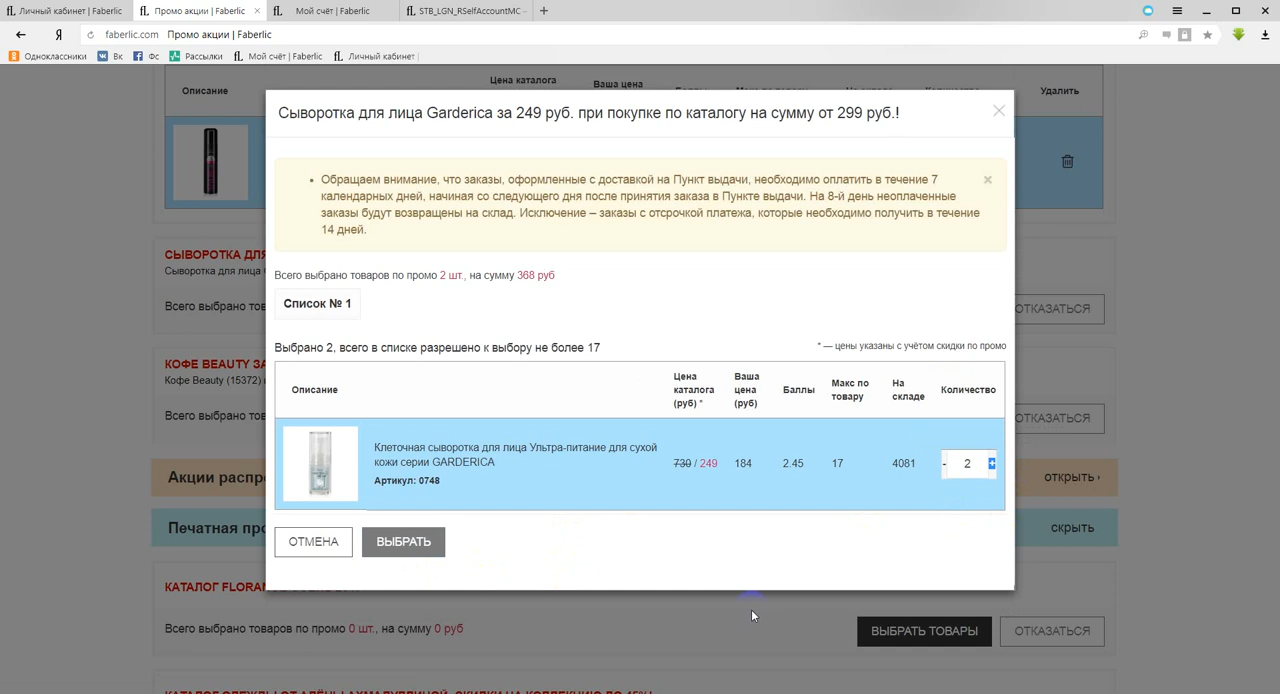 Личный кабинет | Faberlic
Промо акции | Faberlic
Мой счёт | Faberlic
STB_LGN_RSelfAccountMC
faberlic.com Промо акции | Faberlic
Одноклассники Вк Фс Рассылки Мой счёт | Faberlic Личный кабинет |
Описание Цена каталога Ваша цена Удалить
Сыворотка для лица Garderica за 249 руб. при покупке по каталогу на сумму от 299 руб.!
Обращаем внимание, что заказы, оформленные с доставкой на Пункт выдачи, необходимо оплатить в течение 7
календарных дней, начиная со следующего дня после принятия заказа в Пункте выдачи. На 8-й день неоплаченные
заказы будут возвращены на склад. Исключение – заказы с отсрочкой платежа, которые необходимо получить в течение
14 дней.
СЫВОРОТКА ДЛЯ
Сыворотка для лица
Всего выбрано товаров по промо 2 шт., на сумму 368 руб
Список № 1
Всего выбрано тов
ОТКАЗАТЬСЯ
Выбрано 2, всего в списке разрешено к выбору не более 17
* — цены указаны с учётом скидки по промо
КОФЕ BEAUTY ЗА
Кофе Beauty (15372)
Всего выбрано тов
ОТКАЗАТЬСЯ
Описание
Цена каталога (руб) *
Ваша цена (руб)
Баллы
Макс по товару
На складе
Количество
Клеточная сыворотка для лица Ультра-питание для сухой
кожи серии GARDERICA
Артикул: 0748
730 / 249 184 2.45 17 4081 - 2 +
Акции распр
открыть ›
Печатная про
скрыть
ОТМЕНА ВЫБРАТЬ
КАТАЛОГ FLORAN
Всего выбрано товаров по промо 0 шт., на сумму 0 руб
ВЫБРАТЬ ТОВАРЫ ОТКАЗАТЬСЯ
КАТАЛОГ ОДЕЖДЫ ОТ АЛЁНЫ АХМАДУЛЛИНОЙ